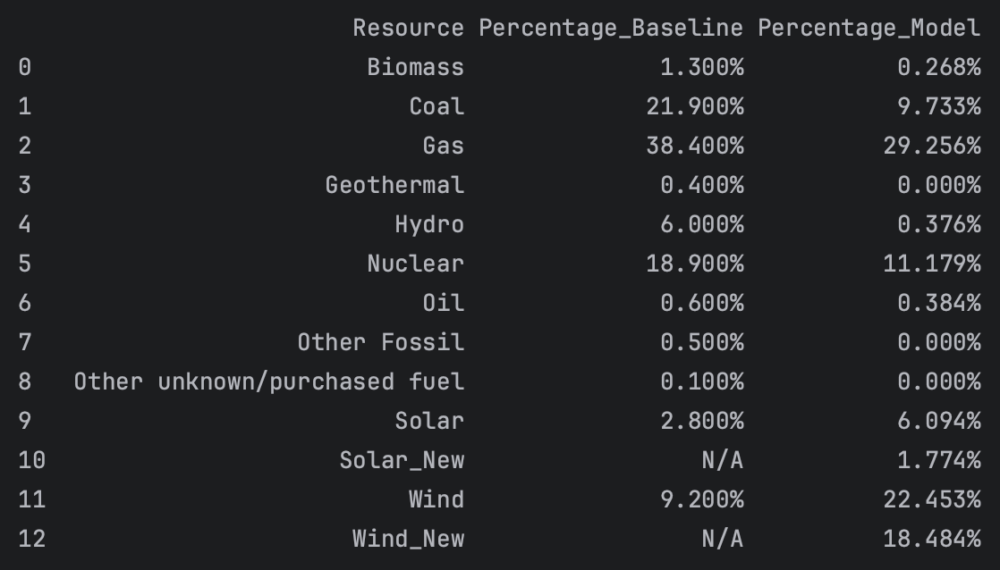 Resource Percentage_Baseline Percentage_Model
0 Biomass 1.300% 0.268%
1 Coal 21.900% 9.733%
2 Gas 38.400% 29.256%
3 Geothermal 0.400% 0.000%
4 Hydro 6.000% 0.376%
5 Nuclear 18.900% 11.179%
6 Oil 0.600% 0.384%
7 Other Fossil 0.500% 0.000%
8 Other unknown/purchased fuel 0.100% 0.000%
9 Solar 2.800% 6.094%
10 Solar_New N/A 1.774%
11 Wind 9.200% 22.453%
12 Wind_New N/A 18.484%